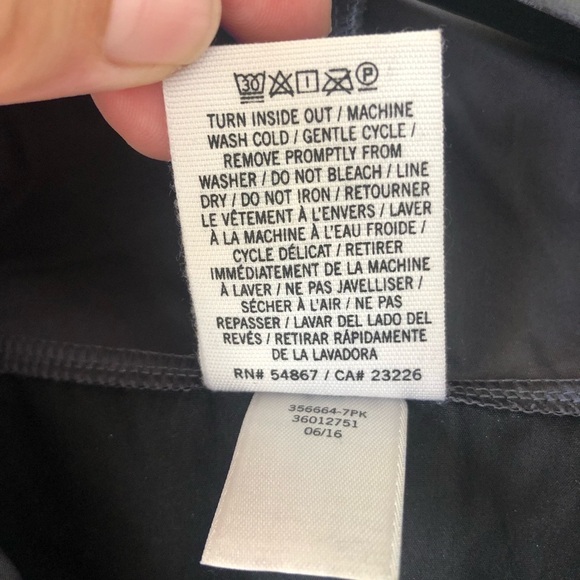 30 P
TURN INSIDE OUT / MACHINE
WASH COLD / GENTLE CYCLE /
REMOVE PROMPTLY FROM
WASHER / DO NOT BLEACH / LINE
DRY / DO NOT IRON / RETOURNER
LE VÊTEMENT À L'ENVERS / LAVER
À LA MACHINE À L'EAU FROIDE /
CYCLE DÉLICAT / RETIRER
IMMÉDIATEMENT DE LA MACHINE
À LAVER / NE PAS JAVELLISER /
SÉCHER À L'AIR / NE PAS
REPASSER / LAVAR DEL LADO DEL
REVÉS / RETIRAR RÁPIDAMENTE
DE LA LAVADORA
RN# 54867 / CA# 23226
356664-7PK
36012751
06/16